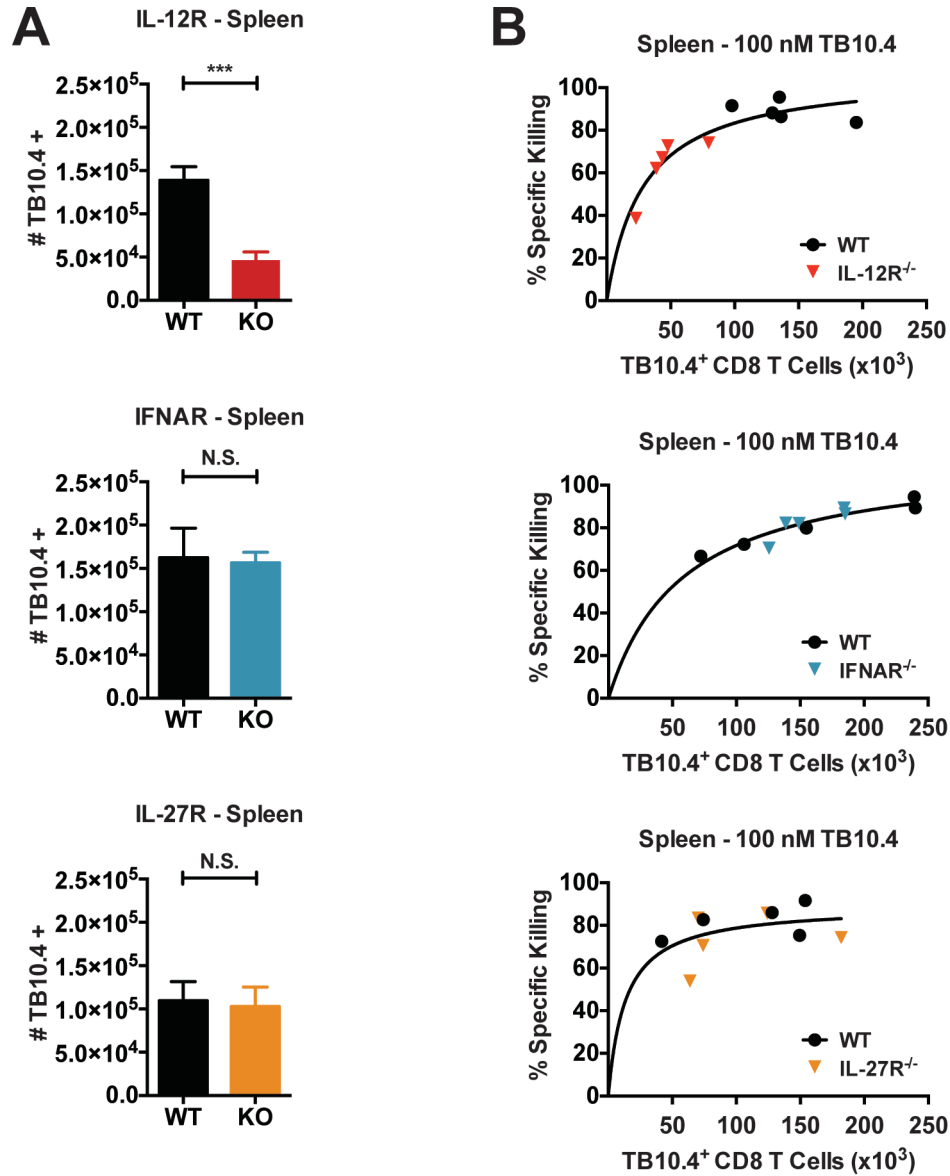 A
IL-12R - Spleen
***
# TB10.4 +
2.5×10⁵
2.0×10⁵
1.5×10⁵
1.0×10⁵
5.0×10⁴
0.0
WT KO
B
Spleen - 100 nM TB10.4
% Specific Killing
100
80
60
40
20
0
WT
IL-12R⁻/⁻
50 100 150 200 250
TB10.4⁺ CD8 T Cells (x10³)
IFNAR - Spleen
N.S.
# TB10.4 +
2.5×10⁵
2.0×10⁵
1.5×10⁵
1.0×10⁵
5.0×10⁴
0.0
WT KO
Spleen - 100 nM TB10.4
% Specific Killing
100
80
60
40
20
0
WT
IFNAR⁻/⁻
50 100 150 200 250
TB10.4⁺ CD8 T Cells (x10³)
IL-27R - Spleen
N.S.
# TB10.4 +
2.5×10⁵
2.0×10⁵
1.5×10⁵
1.0×10⁵
5.0×10⁴
0.0
WT KO
Spleen - 100 nM TB10.4
% Specific Killing
100
80
60
40
20
0
WT
IL-27R⁻/⁻
50 100 150 200 250
TB10.4⁺ CD8 T Cells (x10³)